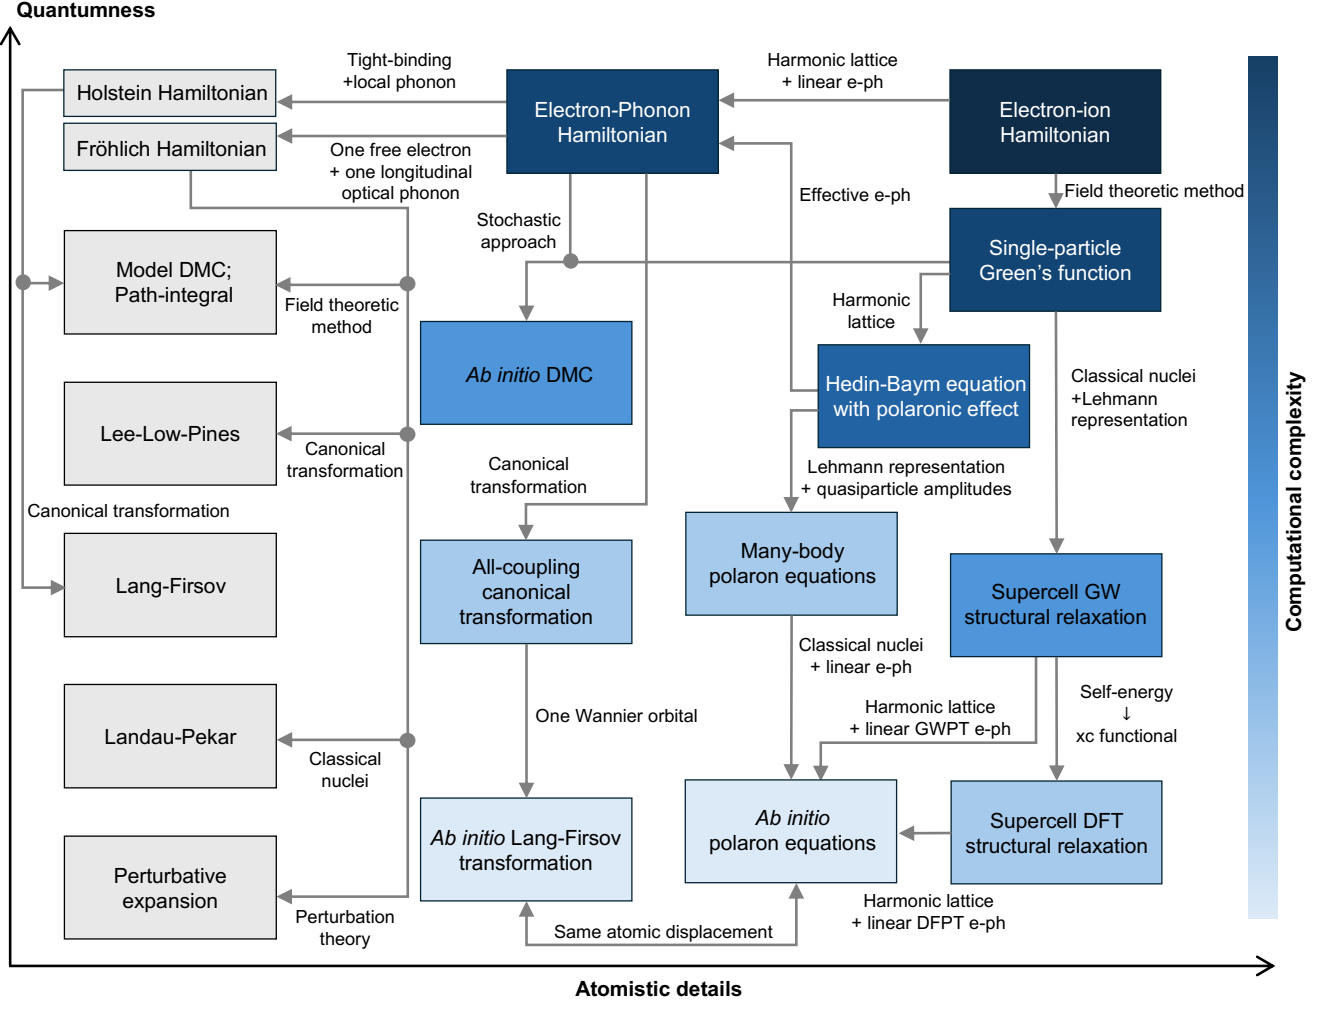 Quantumness
Holstein Hamiltonian
Fröhlich Hamiltonian
Tight-binding
+local phonon
One free electron
+ one longitudinal
optical phonon
Electron-Phonon
Hamiltonian
Harmonic lattice
+ linear e-ph
Electron-ion
Hamiltonian
Field theoretic method
Effective e-ph
Stochastic
approach
Single-particle
Green's function
Model DMC;
Path-integral
Field theoretic
method
Harmonic
lattice
Ab initio DMC
Hedin-Baym equation
with polaronic effect
Classical nuclei
+Lehmann
representation
Lee-Low-Pines
Canonical
transformation
Canonical
transformation
Lehmann representation
+ quasiparticle amplitudes
Canonical transformation
Lang-Firsov
All-coupling
canonical
transformation
Many-body
polaron equations
Supercell GW
structural relaxation
Classical nuclei
+ linear e-ph
Landau-Pekar
Classical
nuclei
One Wannier orbital
Harmonic lattice
+ linear GWPT e-ph
Self-energy
↓
xc functional
Perturbative
expansion
Perturbation
theory
Ab initio Lang-Firsov
transformation
Ab initio
polaron equations
Supercell DFT
structural relaxation
Harmonic lattice
+ linear DFPT e-ph
Same atomic displacement
Atomistic details
Computational complexity